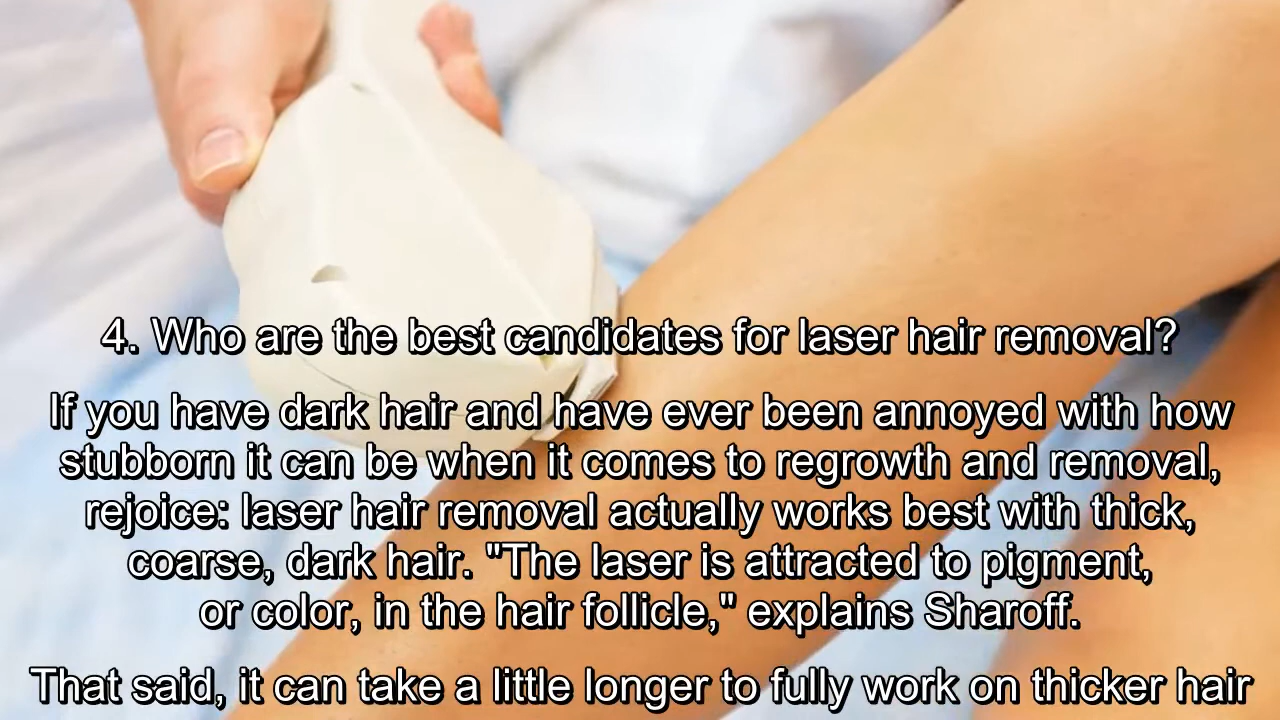 4. Who are the best candidates for laser hair removal?
If you have dark hair and have ever been annoyed with how
stubborn it can be when it comes to regrowth and removal,
rejoice: laser hair removal actually works best with thick,
coarse, dark hair. "The laser is attracted to pigment,
or color, in the hair follicle," explains Sharoff.
That said, it can take a little longer to fully work on thicker hair